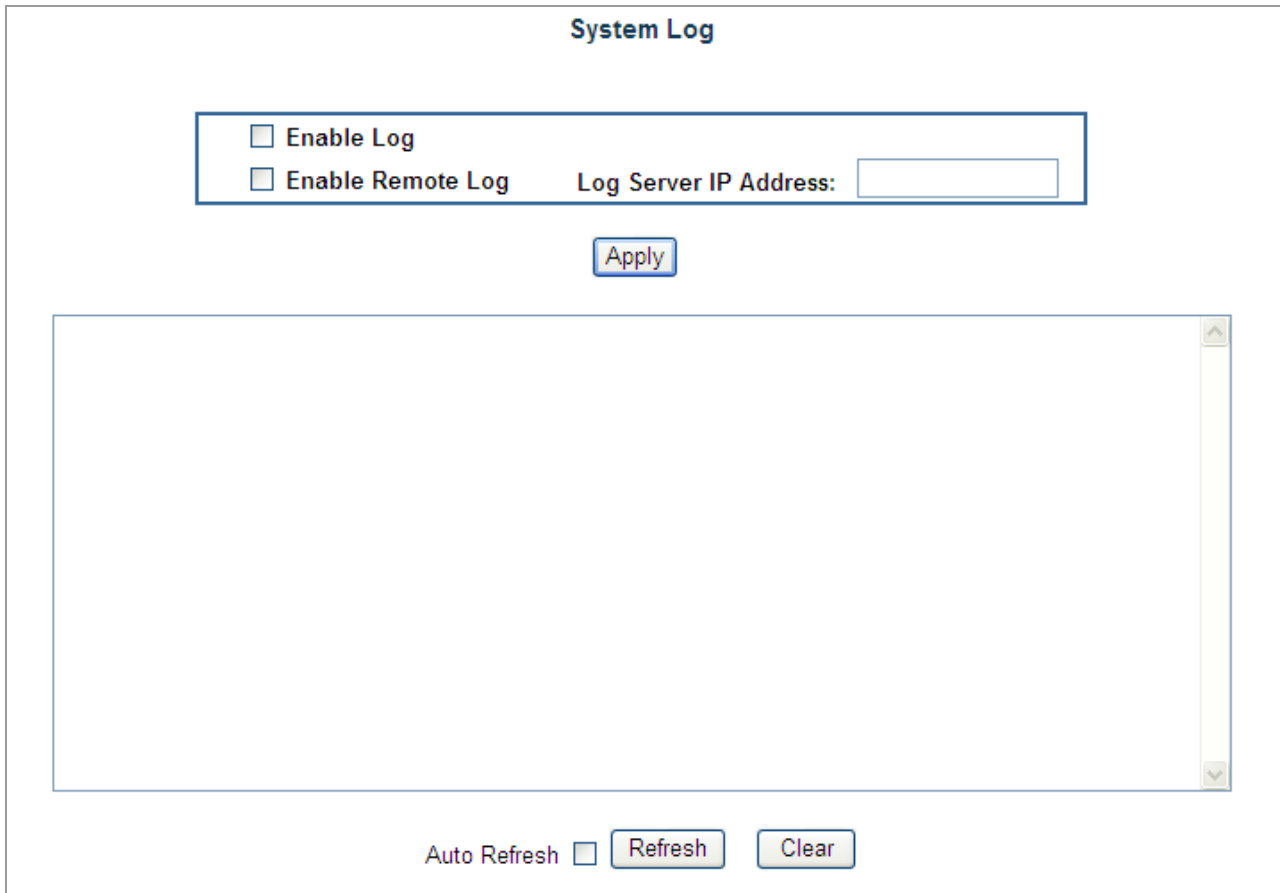 System Log
Enable Log
Enable Remote Log Log Server IP Address:
Apply
Auto Refresh Refresh Clear